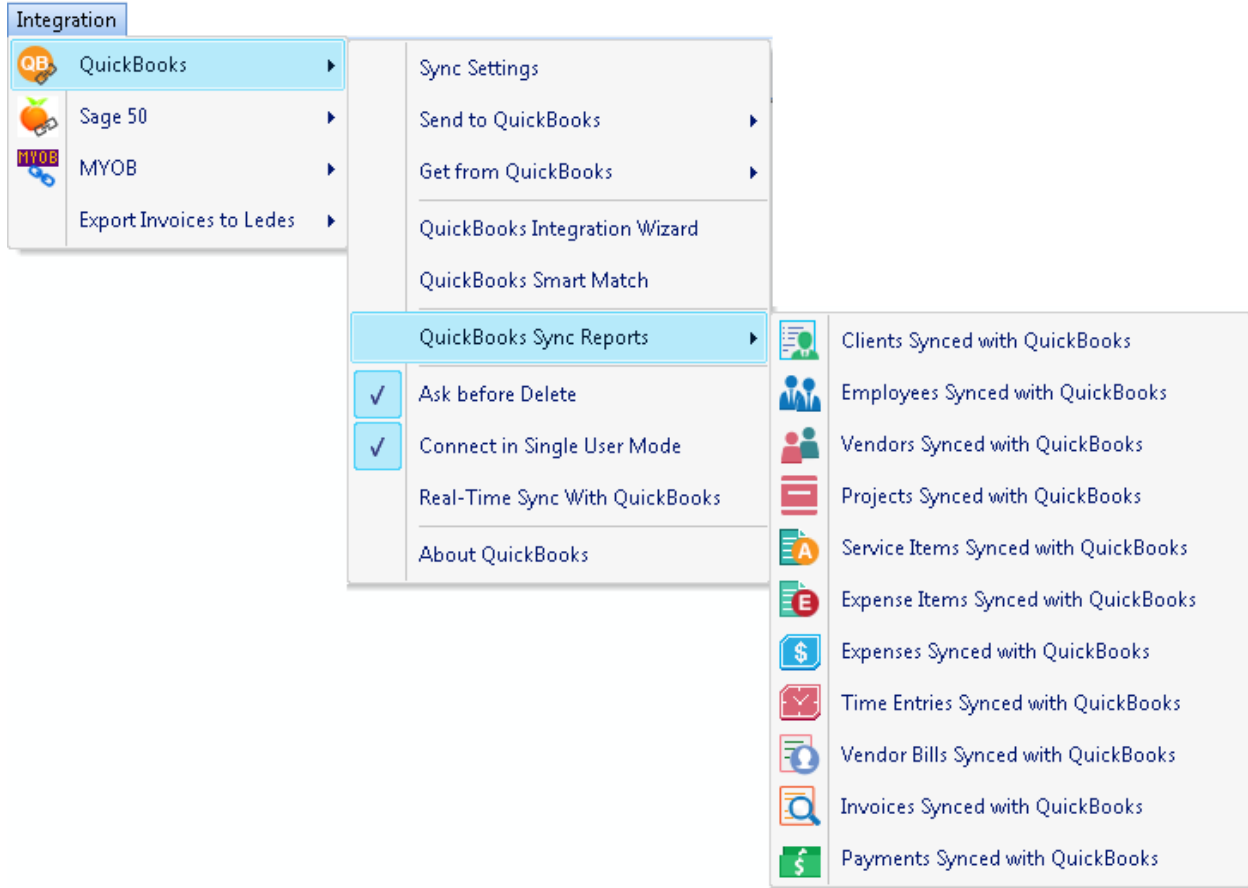 Integration
QB
QuickBooks
Sage 50
MYOB
MYOB
Export Invoices to Ledes
Sync Settings
Send to QuickBooks
Get from QuickBooks
QuickBooks Integration Wizard
QuickBooks Smart Match
QuickBooks Sync Reports
✓ Ask before Delete
✓ Connect in Single User Mode
Real-Time Sync With QuickBooks
About QuickBooks
Clients Synced with QuickBooks
Employees Synced with QuickBooks
Vendors Synced with QuickBooks
Projects Synced with QuickBooks
A Service Items Synced with QuickBooks
E Expense Items Synced with QuickBooks
$ Expenses Synced with QuickBooks
Time Entries Synced with QuickBooks
Vendor Bills Synced with QuickBooks
Invoices Synced with QuickBooks
$ Payments Synced with QuickBooks